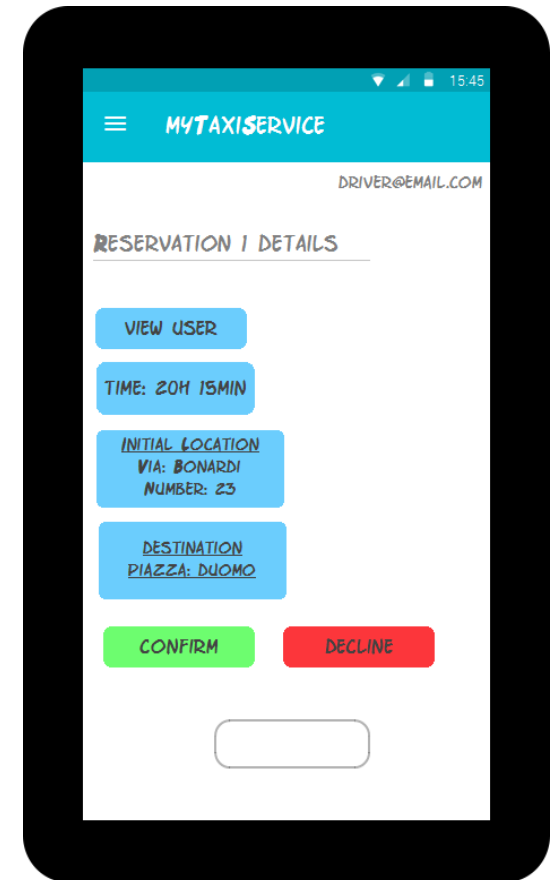 15:45
myTaxiService
driver@email.com
Reservation 1 details
View user
Time: 20h 15min
Initial Location
Via: Bonardi
Number: 23
Destination
Piazza: Duomo
Confirm
Decline